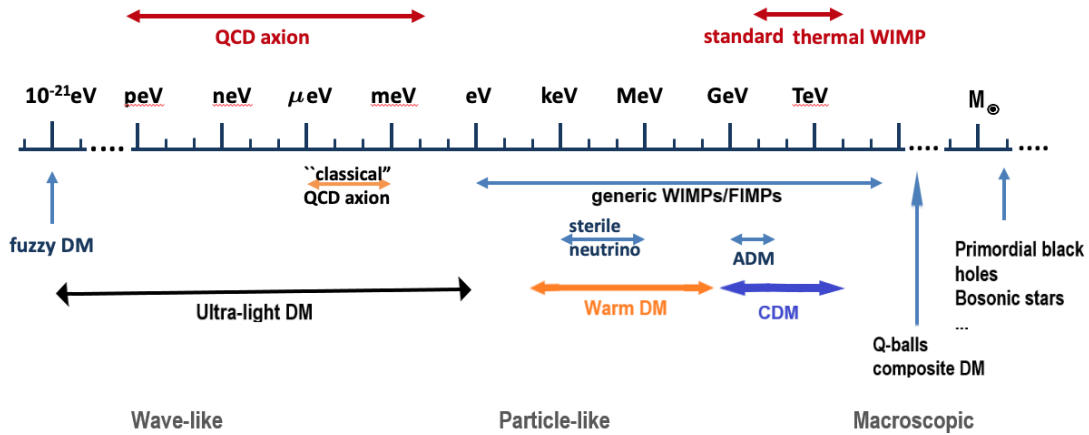 QCD axion
standard thermal WIMP
10⁻²¹eV peV neV μeV meV eV keV MeV GeV TeV M☉
.... .... ....
``classical”
QCD axion
generic WIMPs/FIMPs
fuzzy DM
sterile
neutrino
ADM
Ultra-light DM
Warm DM
CDM
Primordial black
holes
Bosonic stars
...
Q-balls
composite DM
Wave-like Particle-like Macroscopic